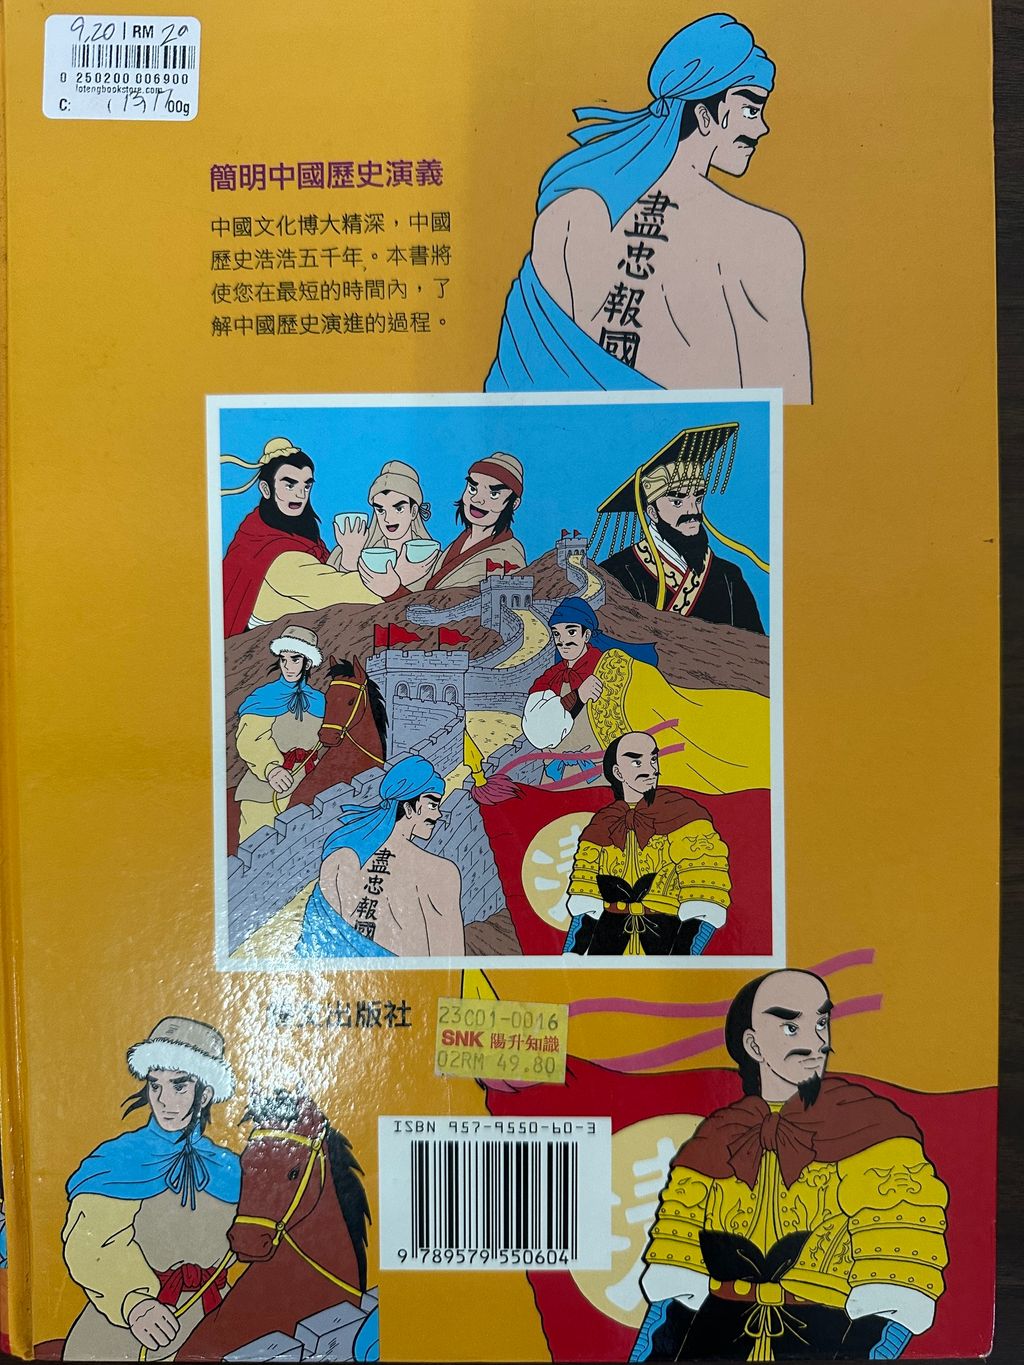 9,20 | RM 20
0 250200 006900
totengbookstore.com
C:
00g
簡明中國歷史演義
中國文化博大精深，中國
歷史浩浩五千年。本書將
使您在最短的時間內，了
解中國歷史演進的過程。
盡忠報國
盡忠報國
清
出版社
23C01-0016
SNK 陽升知識
02RM 49.80
ISBN 957-9550-60-3
9 789579 550604